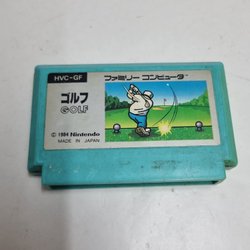 HVC-GF
ファミリー コンピュータ
ゴルフ
GOLF
© 1984 Nintendo
MADE IN JAPAN